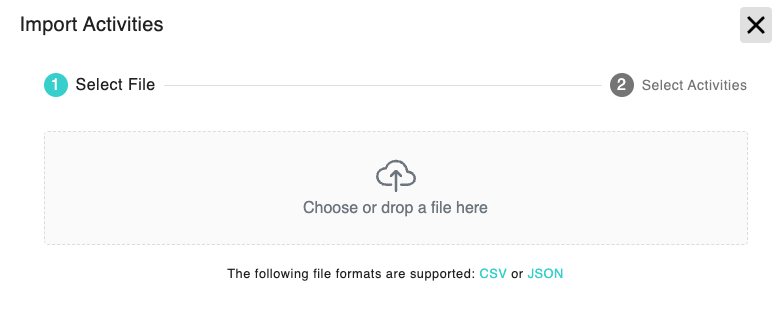 Import Activities
1 Select File
2 Select Activities
Choose or drop a file here
The following file formats are supported: CSV or JSON